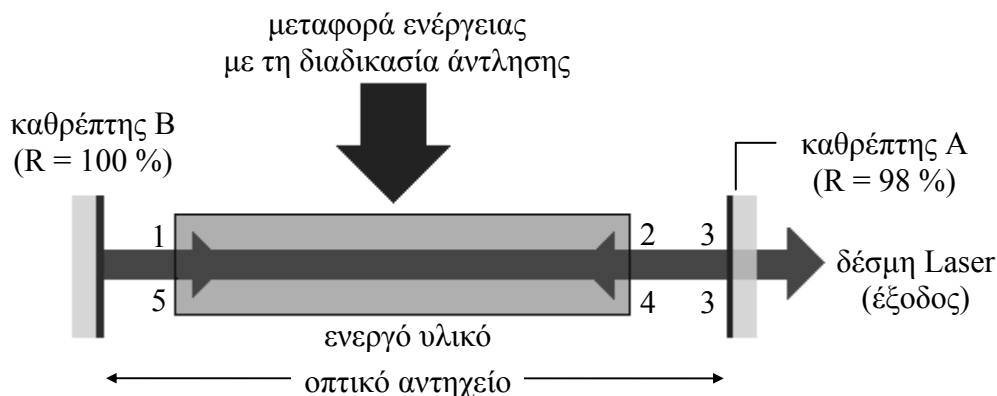 μεταφορά ενέργειας
με τη διαδικασία άντλησης
καθρέπτης Β
(R = 100 %)
καθρέπτης Α
(R = 98 %)
1
2
3
5
4
3
δέσμη Laser
(έξοδος)
ενεργό υλικό
οπτικό αντηχείο